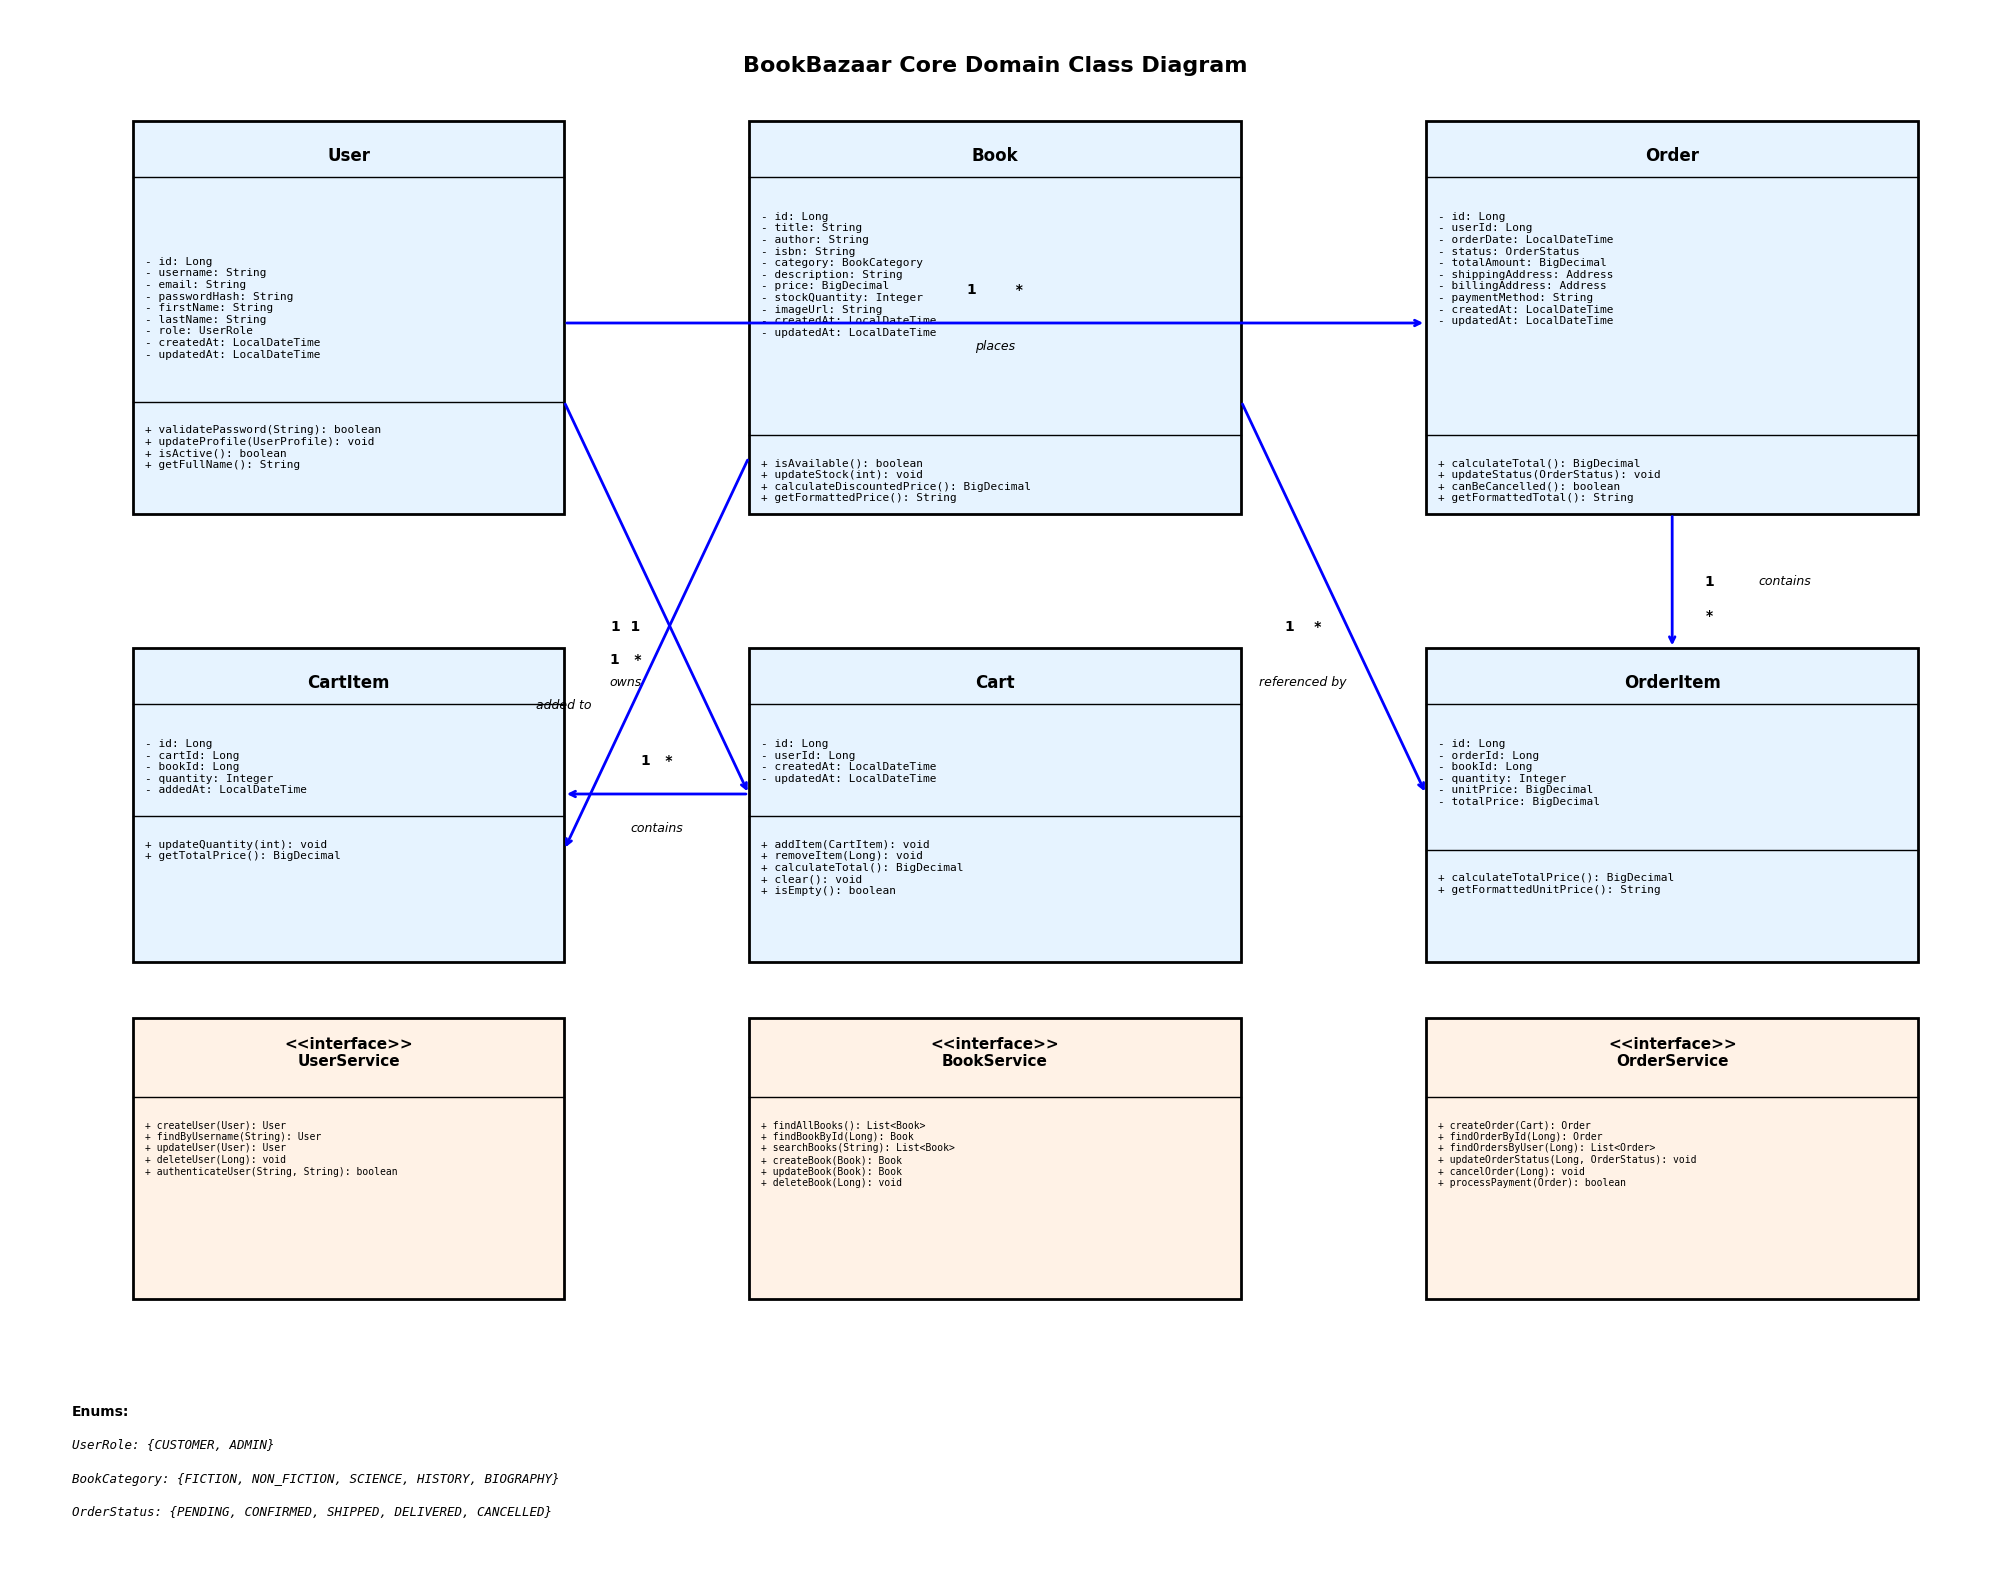 BookBazaar Core Domain Class Diagram
User
- id: Long
- username: String
- email: String
- passwordHash: String
- firstName: String
- lastName: String
- role: UserRole
- createdAt: LocalDateTime
- updatedAt: LocalDateTime
+ validatePassword(String): boolean
+ updateProfile(UserProfile): void
+ isActive(): boolean
+ getFullName(): String
Book
- id: Long
- title: String
- author: String
- isbn: String
- category: BookCategory
- description: String
- price: BigDecimal
- stockQuantity: Integer
- imageUrl: String
- createdAt: LocalDateTime
- updatedAt: LocalDateTime
1 *
places
+ isAvailable(): boolean
+ updateStock(int): void
+ calculateDiscountedPrice(): BigDecimal
+ getFormattedPrice(): String
Order
- id: Long
- userId: Long
- orderDate: LocalDateTime
- status: OrderStatus
- totalAmount: BigDecimal
- shippingAddress: Address
- billingAddress: Address
- paymentMethod: String
- createdAt: LocalDateTime
- updatedAt: LocalDateTime
+ calculateTotal(): BigDecimal
+ updateStatus(OrderStatus): void
+ canBeCancelled(): boolean
+ getFormattedTotal(): String
1 1
1 *
owns
added to
1 *
contains
1 *
referenced by
1 contains
*
CartItem
- id: Long
- cartId: Long
- bookId: Long
- quantity: Integer
- addedAt: LocalDateTime
+ updateQuantity(int): void
+ getTotalPrice(): BigDecimal
Cart
- id: Long
- userId: Long
- createdAt: LocalDateTime
- updatedAt: LocalDateTime
+ addItem(CartItem): void
+ removeItem(Long): void
+ calculateTotal(): BigDecimal
+ clear(): void
+ isEmpty(): boolean
OrderItem
- id: Long
- orderId: Long
- bookId: Long
- quantity: Integer
- unitPrice: BigDecimal
- totalPrice: BigDecimal
+ calculateTotalPrice(): BigDecimal
+ getFormattedUnitPrice(): String
<<interface>>
UserService
+ createUser(User): User
+ findByUsername(String): User
+ updateUser(User): User
+ deleteUser(Long): void
+ authenticateUser(String, String): boolean
<<interface>>
BookService
+ findAllBooks(): List<Book>
+ findBookById(Long): Book
+ searchBooks(String): List<Book>
+ createBook(Book): Book
+ updateBook(Book): Book
+ deleteBook(Long): void
<<interface>>
OrderService
+ createOrder(Cart): Order
+ findOrderById(Long): Order
+ findOrdersByUser(Long): List<Order>
+ updateOrderStatus(Long, OrderStatus): void
+ cancelOrder(Long): void
+ processPayment(Order): boolean
Enums:
UserRole: {CUSTOMER, ADMIN}
BookCategory: {FICTION, NON_FICTION, SCIENCE, HISTORY, BIOGRAPHY}
OrderStatus: {PENDING, CONFIRMED, SHIPPED, DELIVERED, CANCELLED}